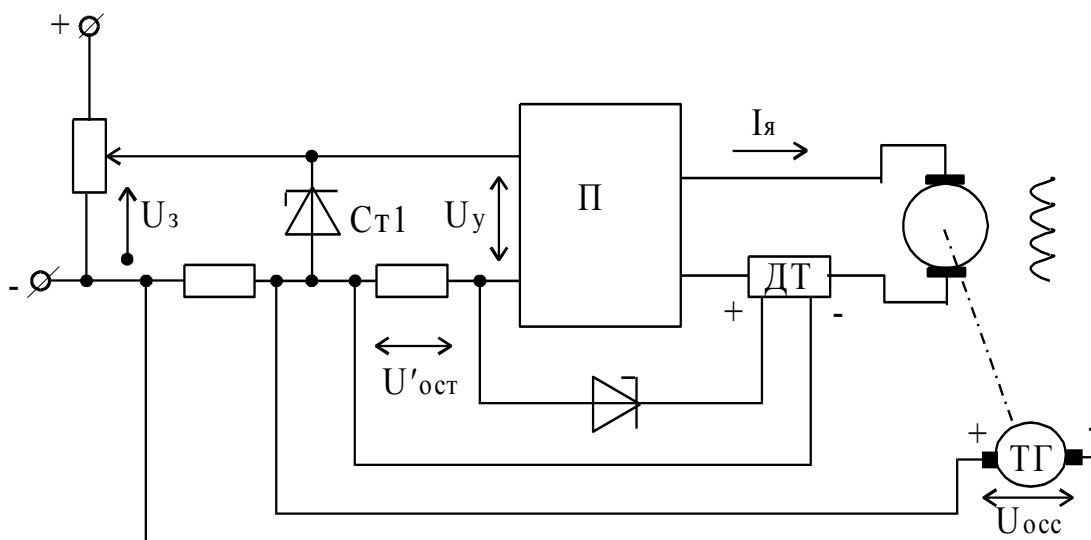 +
Iя
Uз
Ст1
Uу
П
-
ДТ
+ -
U'ост
+ -
ТГ
Uосс